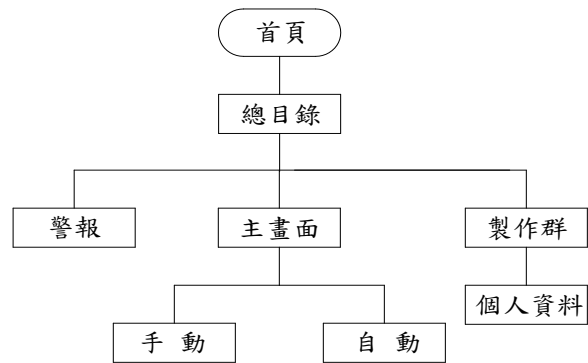 首頁
總目錄
警報
主畫面
製作群
個人資料
手 動
自 動